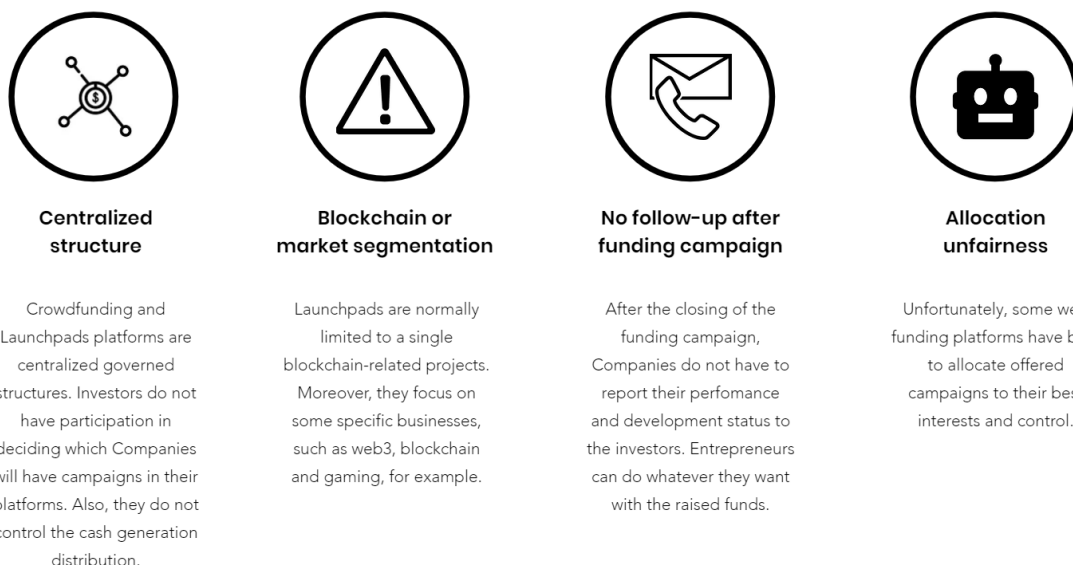 $
Centralized
structure
Crowdfunding and
Launchpads platforms are
centralized governed
structures. Investors do not
have participation in
deciding which Companies
will have campaigns in their
platforms. Also, they do not
control the cash generation
distribution.
Blockchain or
market segmentation
Launchpads are normally
limited to a single
blockchain-related projects.
Moreover, they focus on
some specific businesses,
such as web3, blockchain
and gaming, for example.
No follow-up after
funding campaign
After the closing of the
funding campaign,
Companies do not have to
report their perfomance
and development status to
the investors. Entrepreneurs
can do whatever they want
with the raised funds.
Allocation
unfairness
Unfortunately, some
funding platforms have
to allocate offered
campaigns to their
interests and control.